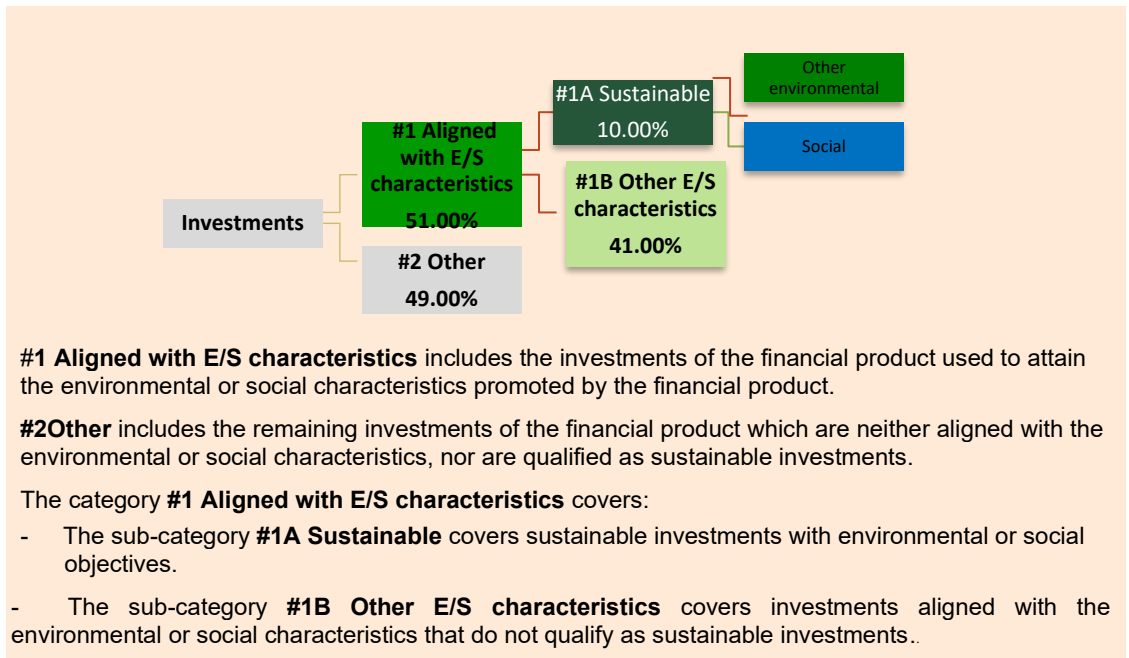 Other
environmental
#1A Sustainable
10.00%
Social
#1 Aligned
with E/S
characteristics
51.00%
#1B Other E/S
characteristics
41.00%
Investments
#2 Other
49.00%
#1 Aligned with E/S characteristics includes the investments of the financial product used to attain
the environmental or social characteristics promoted by the financial product.
#2Other includes the remaining investments of the financial product which are neither aligned with the
environmental or social characteristics, nor are qualified as sustainable investments.
The category #1 Aligned with E/S characteristics covers:
- The sub-category #1A Sustainable covers sustainable investments with environmental or social
objectives.
- The sub-category #1B Other E/S characteristics covers investments aligned with the
environmental or social characteristics that do not qualify as sustainable investments..